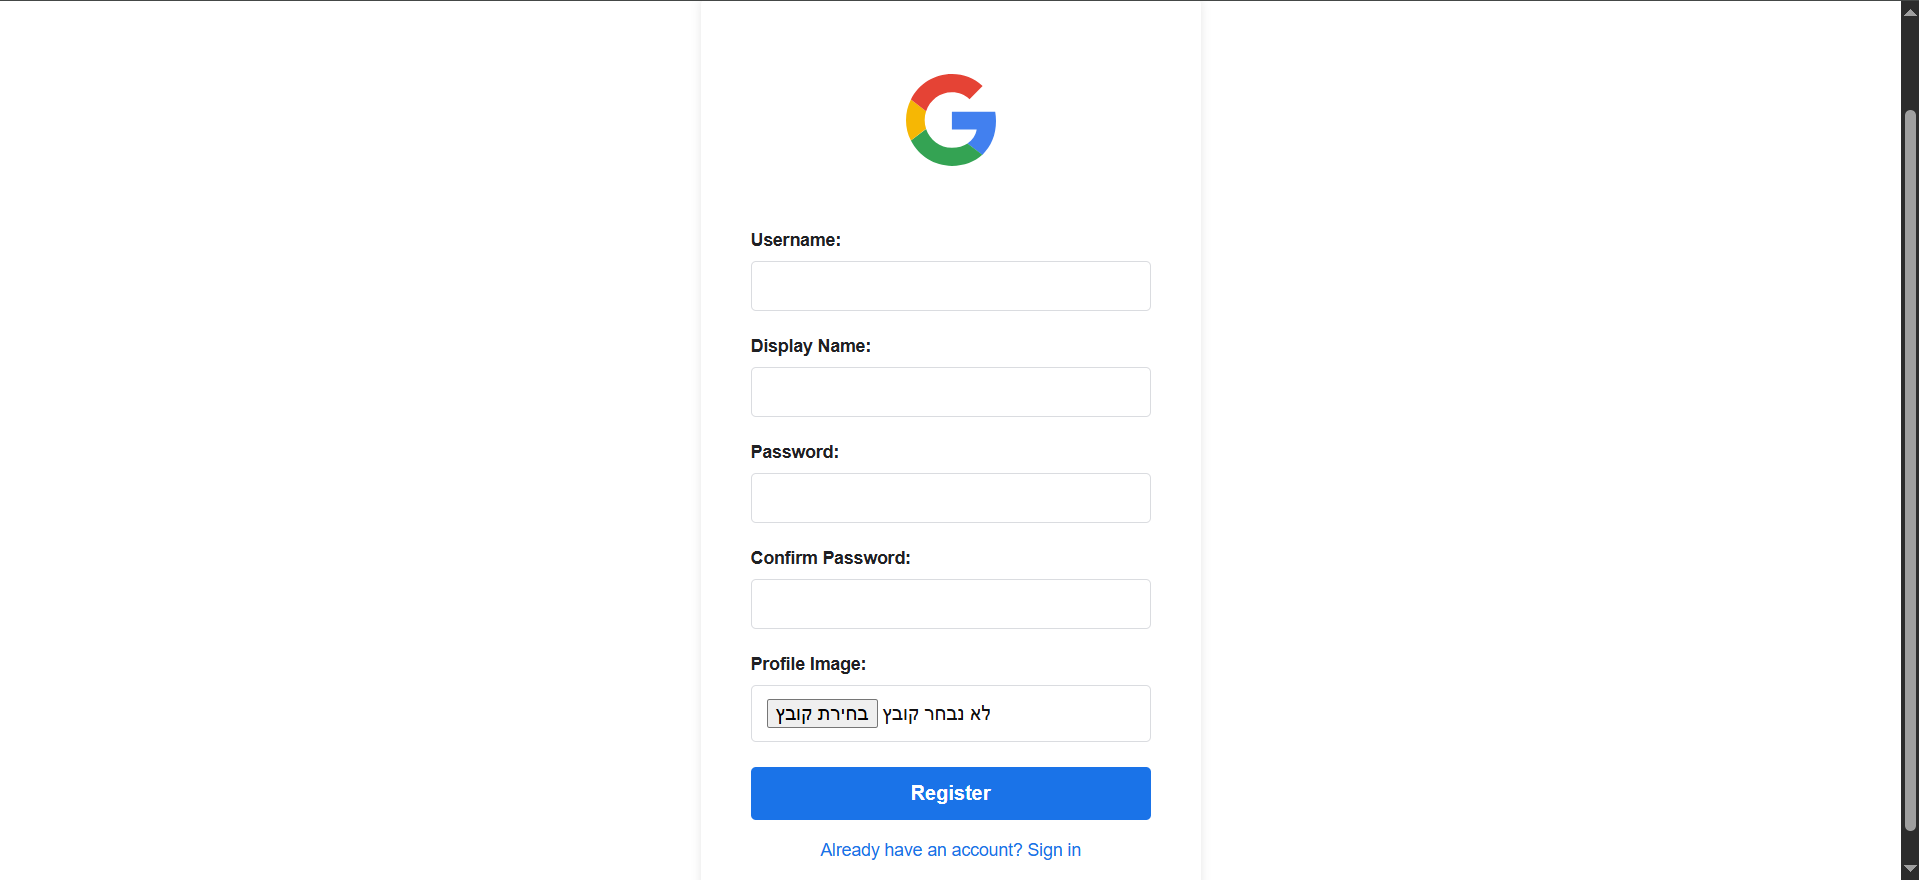 Username:
Display Name:
Password:
Confirm Password:
Profile Image:
בחירת קובץ לא נבחר קובץ
Register
Already have an account? Sign in